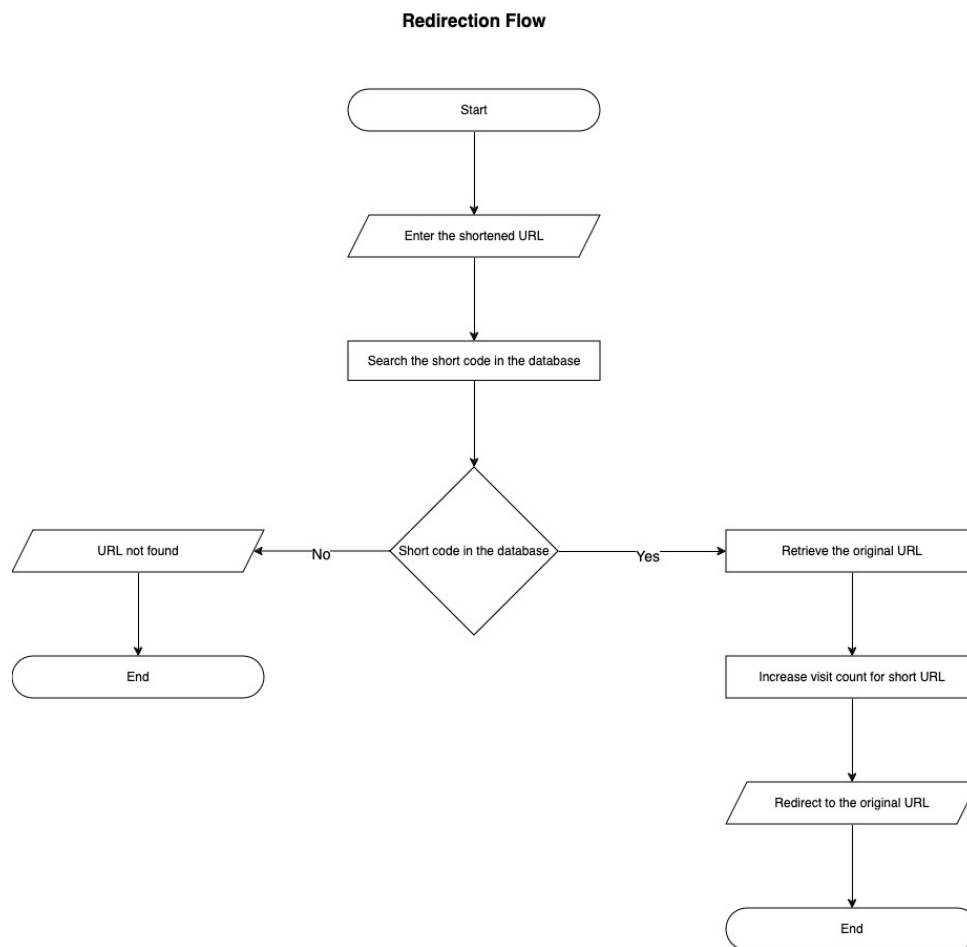 Redirection Flow
Start
Enter the shortened URL
Search the short code in the database
Short code in the database
No
Yes
URL not found
Retrieve the original URL
End
Increase visit count for short URL
Redirect to the original URL
End